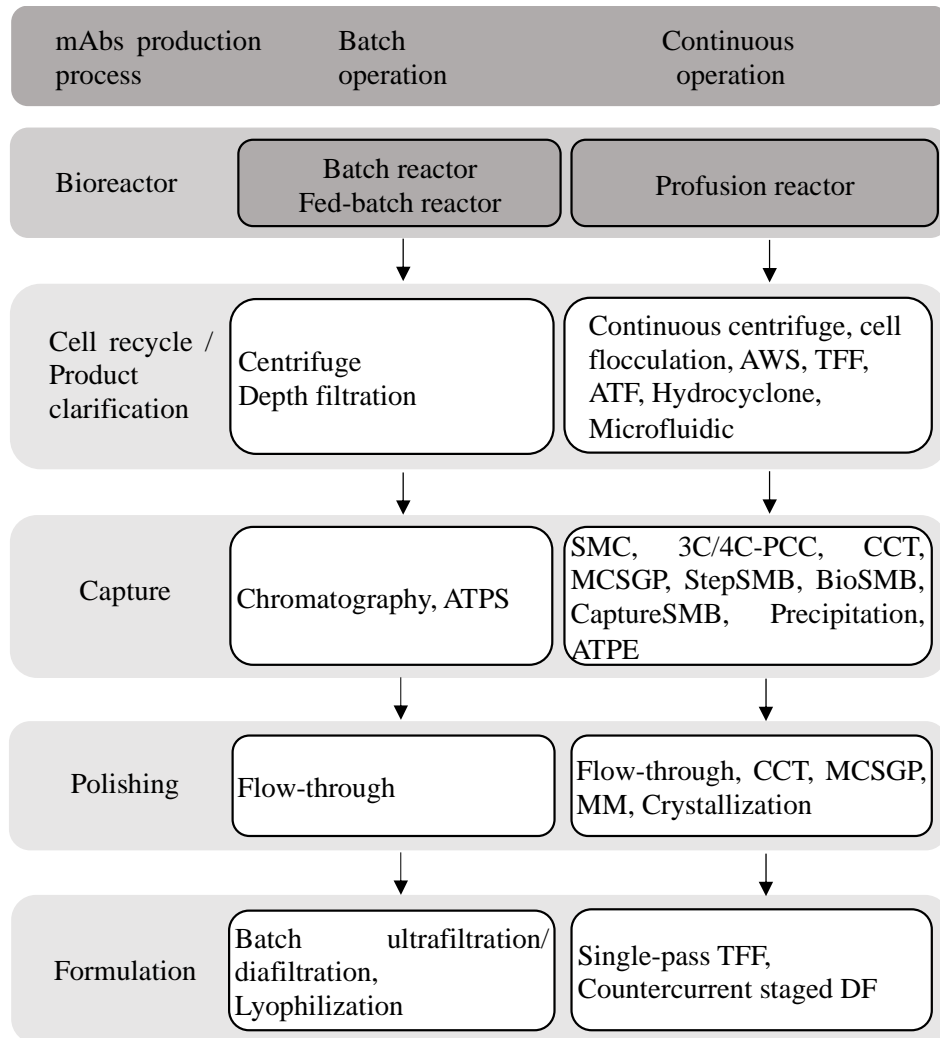 mAbs production
process
Batch
operation
Continuous
operation
Bioreactor
Batch reactor
Fed-batch reactor
Profusion reactor
Cell recycle /
Product
clarification
Centrifuge
Depth filtration
Continuous centrifuge, cell
flocculation, AWS, TFF,
ATF, Hydrocyclone,
Microfluidic
Capture
Chromatography, ATPS
SMC, 3C/4C-PCC, CCT,
MCSGP, StepSMB, BioSMB,
CaptureSMB, Precipitation,
ATPE
Polishing
Flow-through
Flow-through, CCT, MCSGP,
MM, Crystallization
Formulation
Batch ultrafiltration/
diafiltration,
Lyophilization
Single-pass TFF,
Countercurrent staged DF